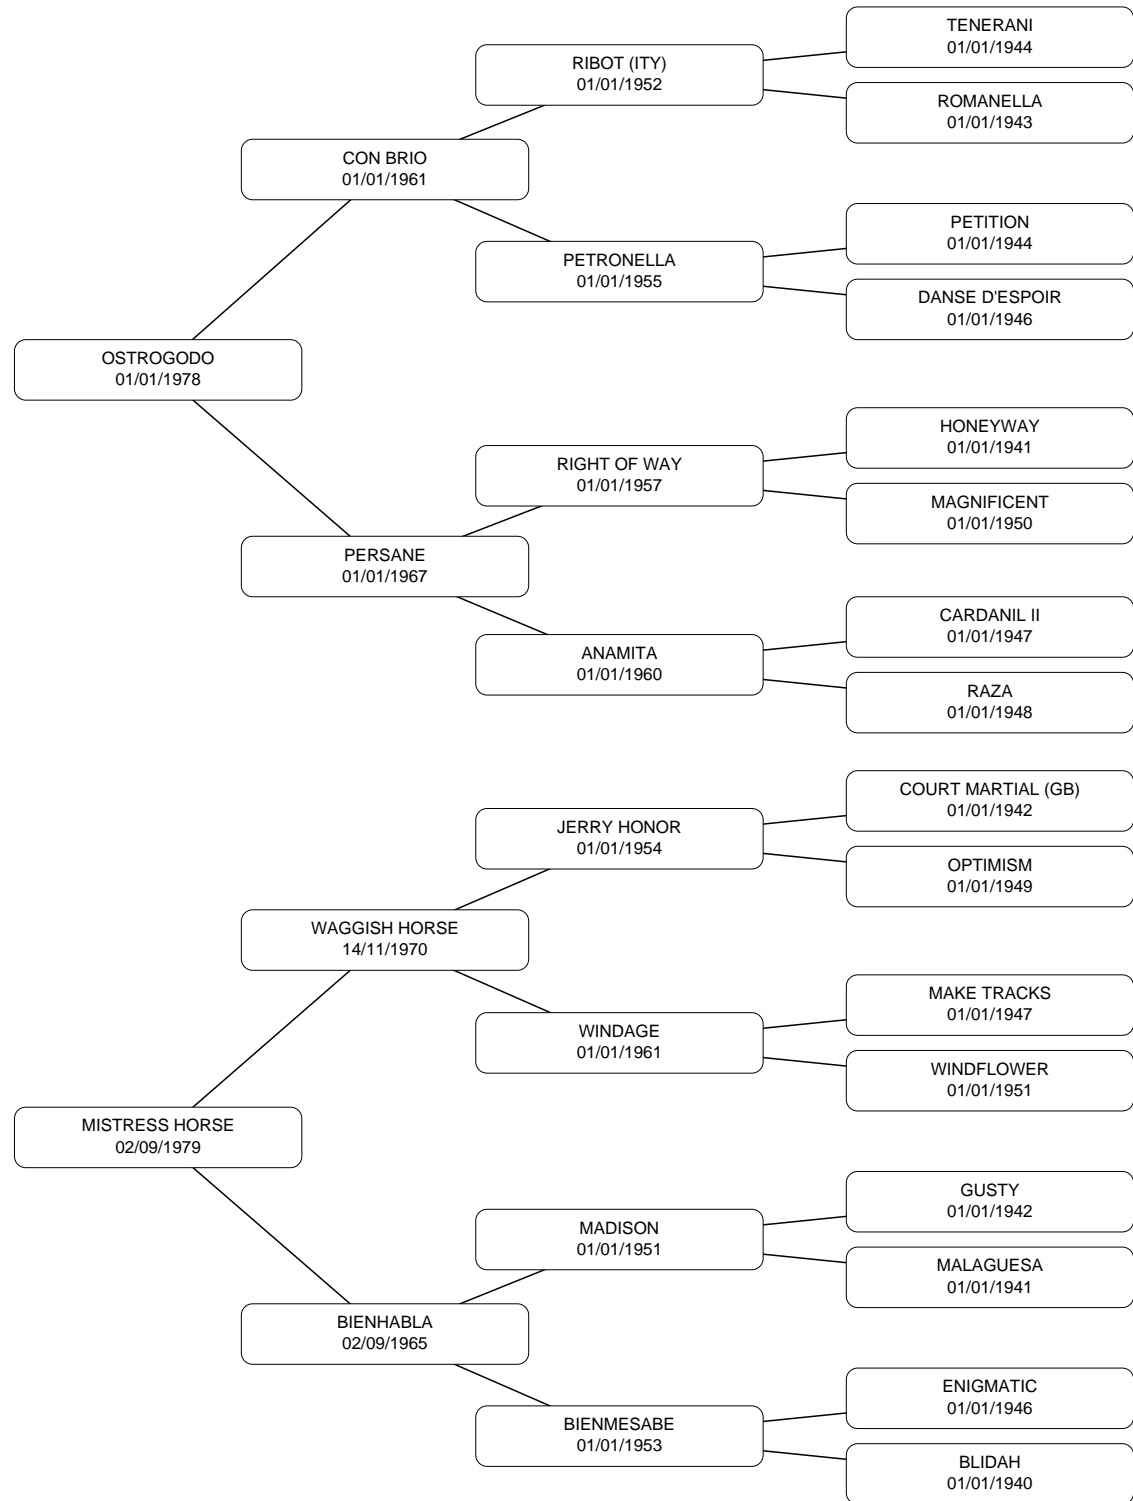 TENERANI
01/01/1944
RIBOT (ITY)
01/01/1952
ROMANELLA
01/01/1943
CON BRIO
01/01/1961
PETITION
01/01/1944
PETRONELLA
01/01/1955
DANSE D'ESPOIR
01/01/1946
OSTROGODO
01/01/1978
HONEYWAY
01/01/1941
RIGHT OF WAY
01/01/1957
MAGNIFICENT
01/01/1950
PERSANE
01/01/1967
CARDANIL II
01/01/1947
ANAMITA
01/01/1960
RAZA
01/01/1948
COURT MARTIAL (GB)
01/01/1942
JERRY HONOR
01/01/1954
OPTIMISM
01/01/1949
WAGGISH HORSE
14/11/1970
MAKE TRACKS
01/01/1947
WINDAGE
01/01/1961
WINDFLOWER
01/01/1951
MISTRESS HORSE
02/09/1979
GUSTY
01/01/1942
MADISON
01/01/1951
MALAGUESA
01/01/1941
BIENHABLA
02/09/1965
ENIGMATIC
01/01/1946
BIENMESABE
01/01/1953
BLIDAH
01/01/1940